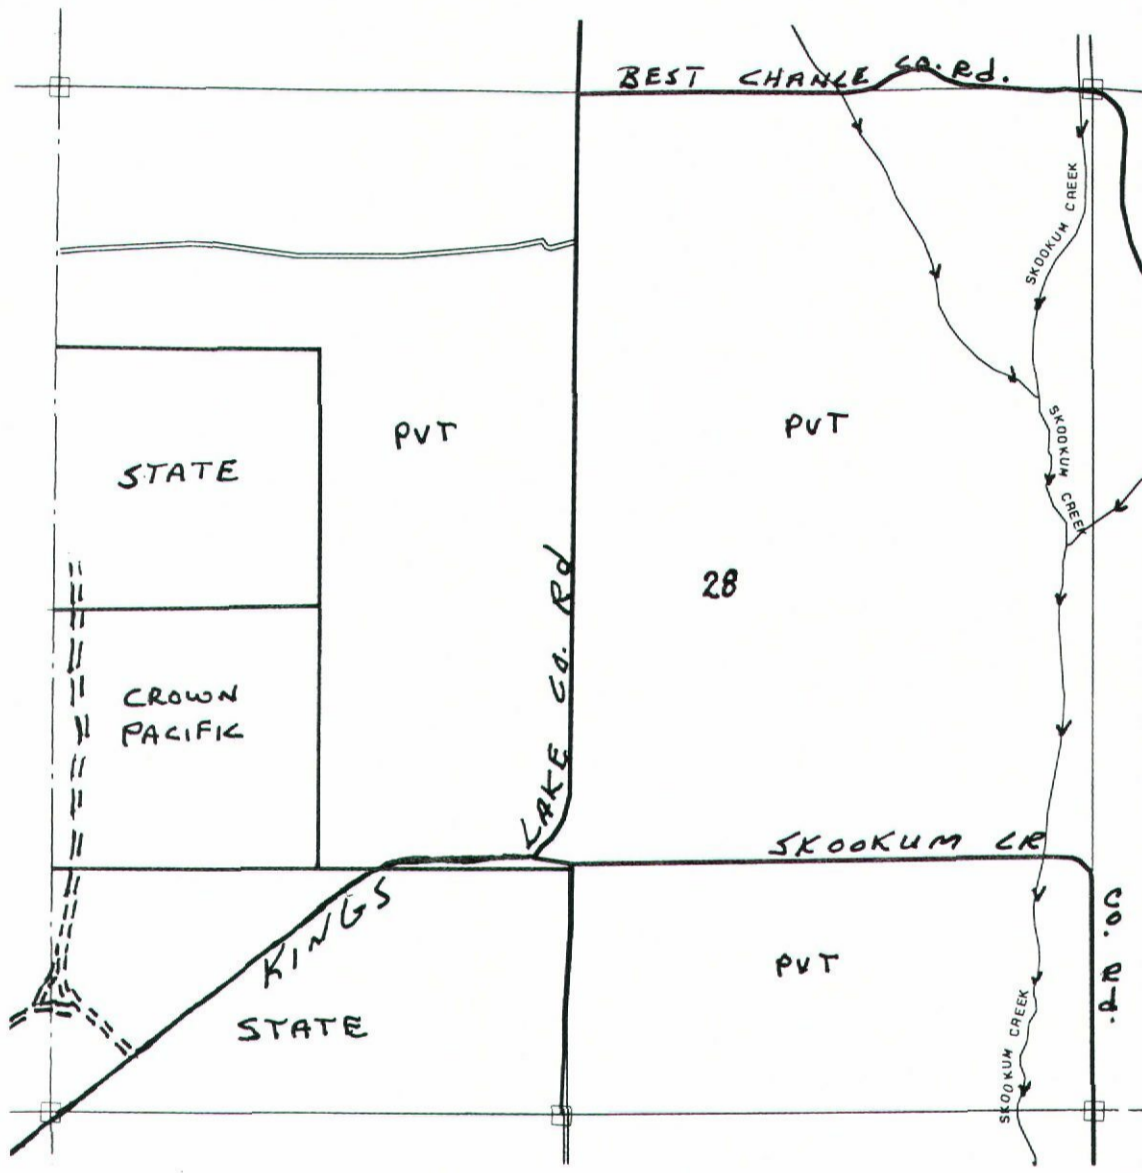 BEST CHANCE CO. Rd.
SKOOKUM CREEK
PVT
PVT
STATE
SKOOKUM CREEK
28
LAKE CO. Rd
CROWN
PACIFIC
SKOOKUM CR
CO. Rd.
KINGS
PVT
STATE
SKOOKUM CREEK